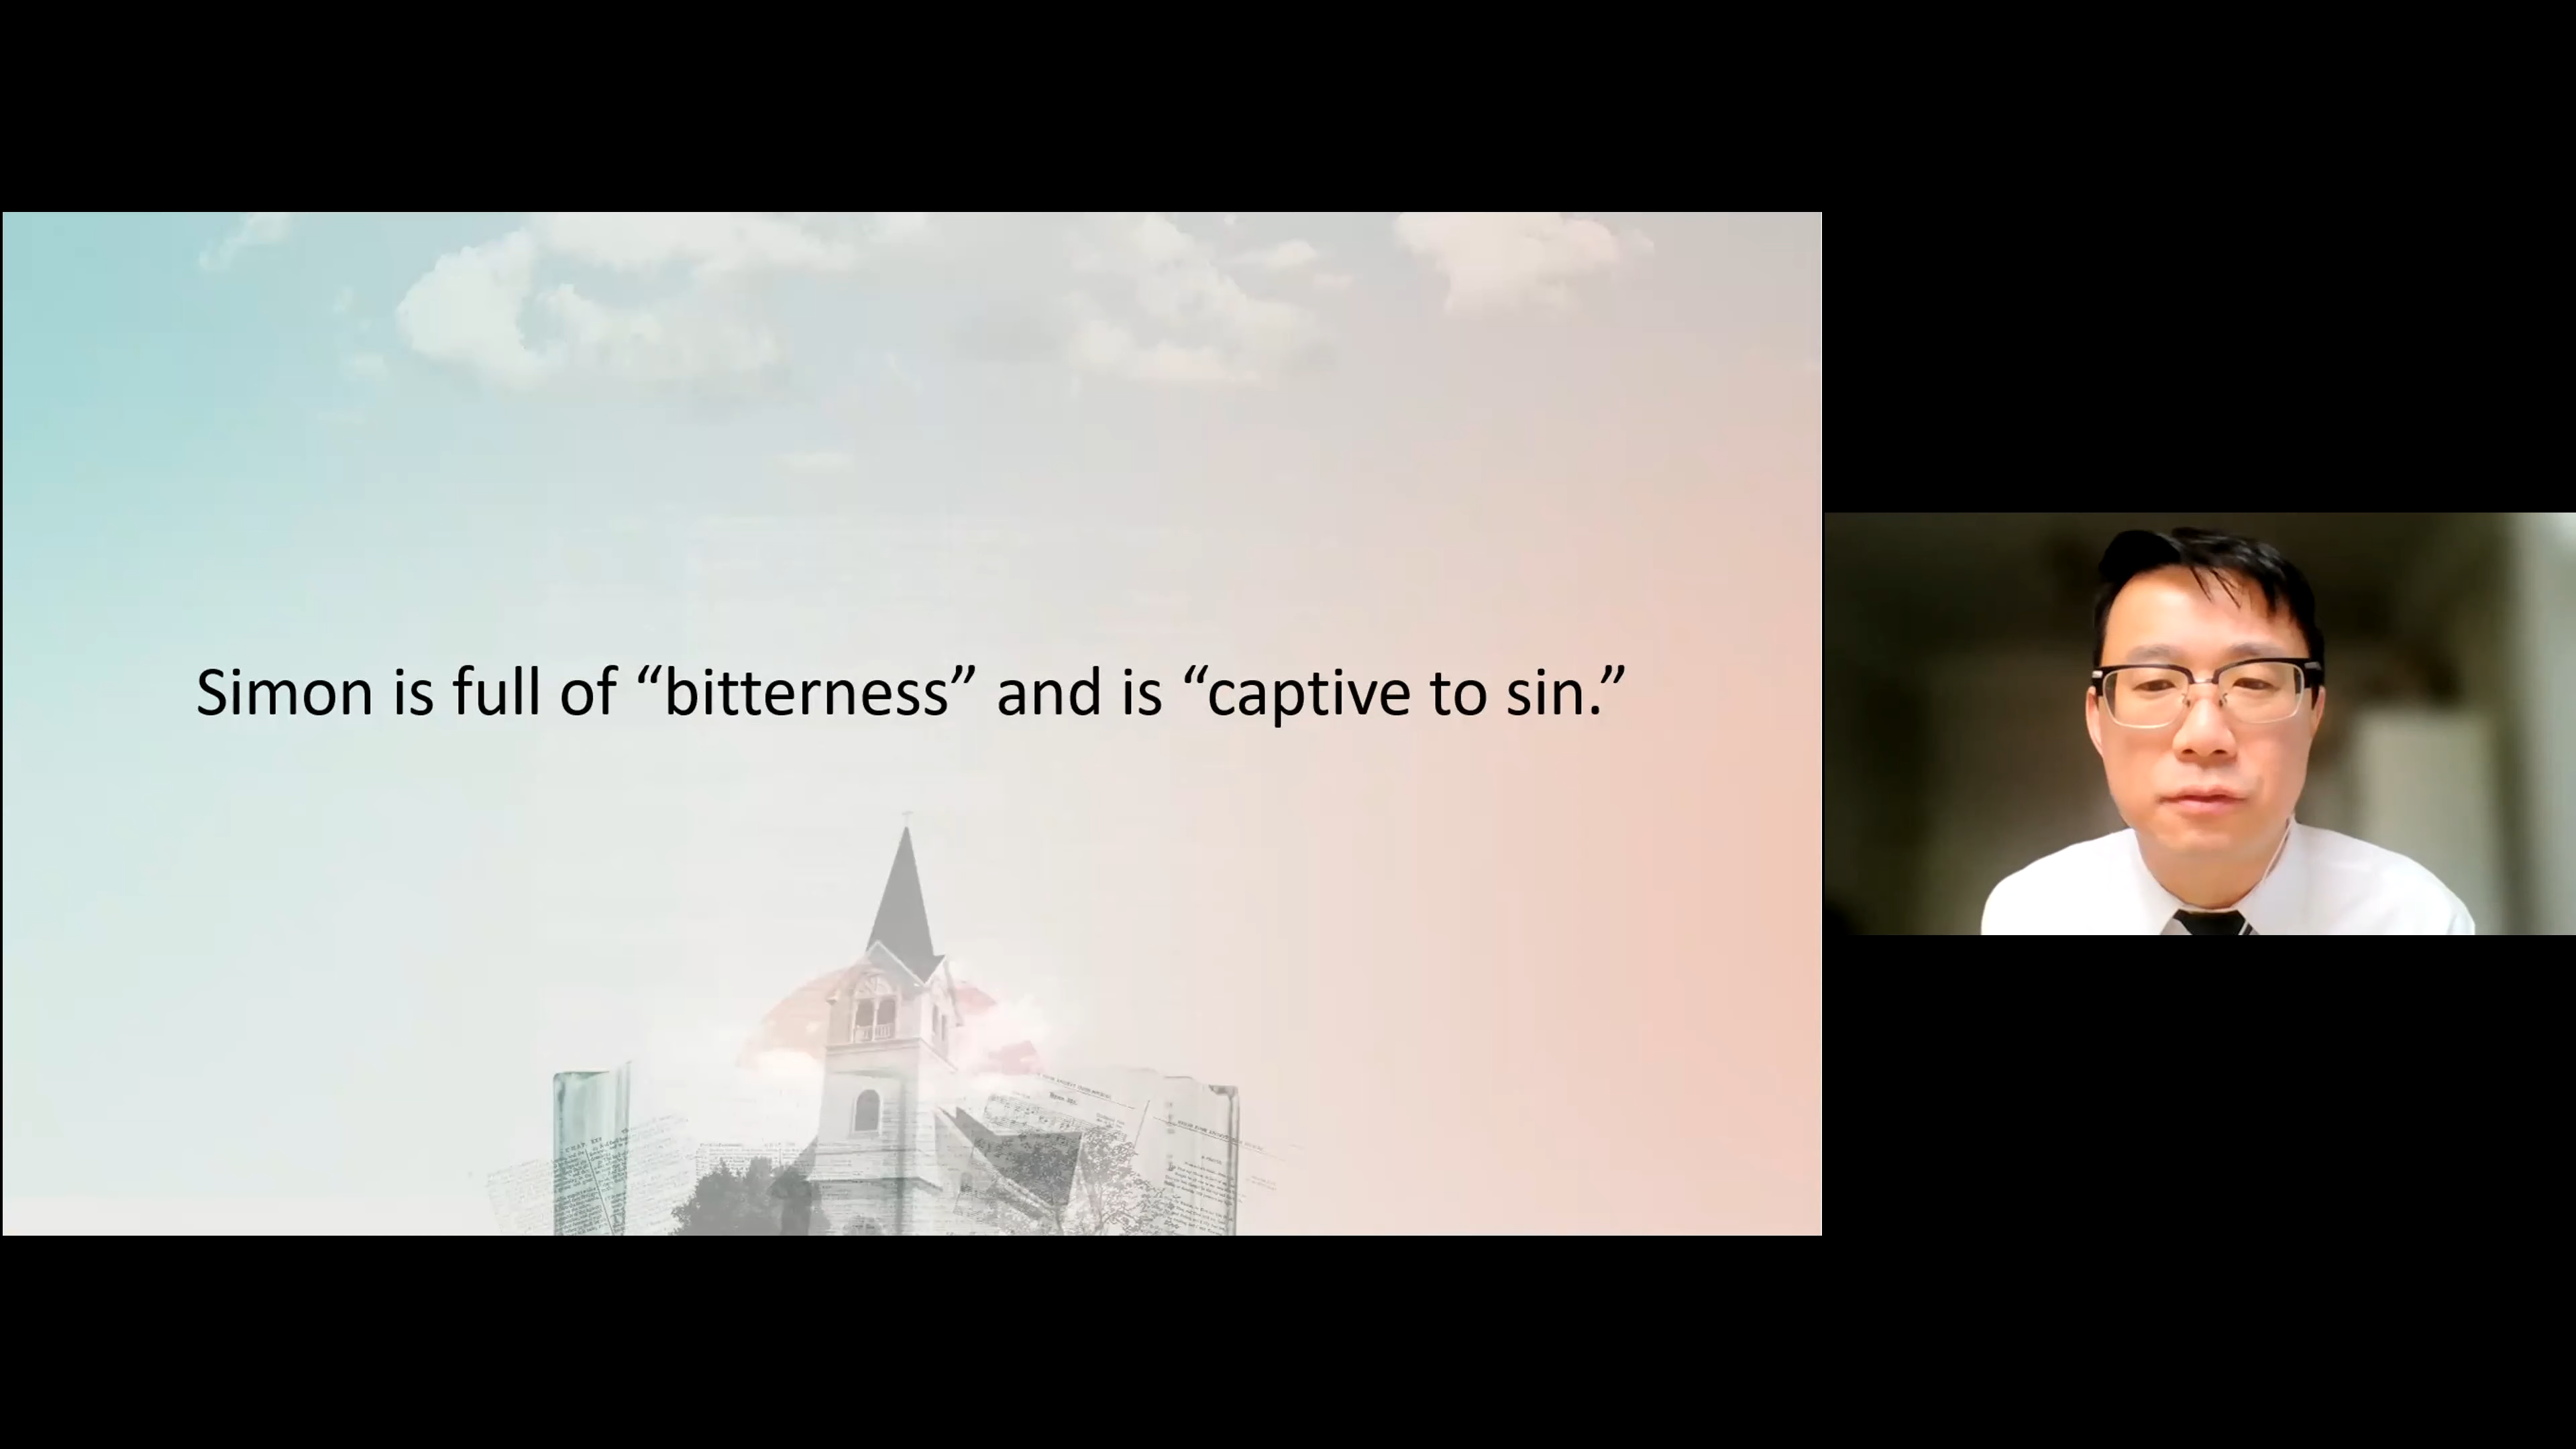 Simon is full of “bitterness” and is “captive to sin.”